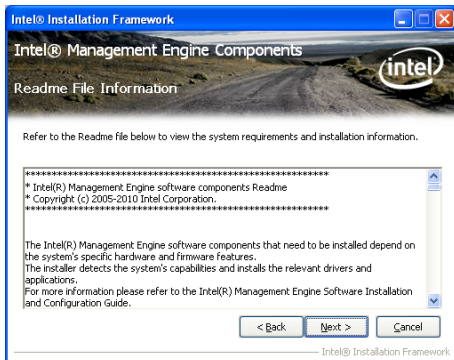 Intel® Installation Framework
Intel® Management Engine Components
intel
Readme File Information
Refer to the Readme file below to view the system requirements and installation information.
*********************************************************************
* Intel(R) Management Engine software components Readme
* Copyright (c) 2005-2010 Intel Corporation.
*********************************************************************
The Intel(R) Management Engine software components that need to be installed depend on
the system's specific hardware and firmware features.
The installer detects the system's capabilities and installs the relevant drivers and
applications.
For more information please refer to the Intel(R) Management Engine Software Installation
and Configuration Guide.
< Back
Next >
Cancel
Intel® Installation Framework